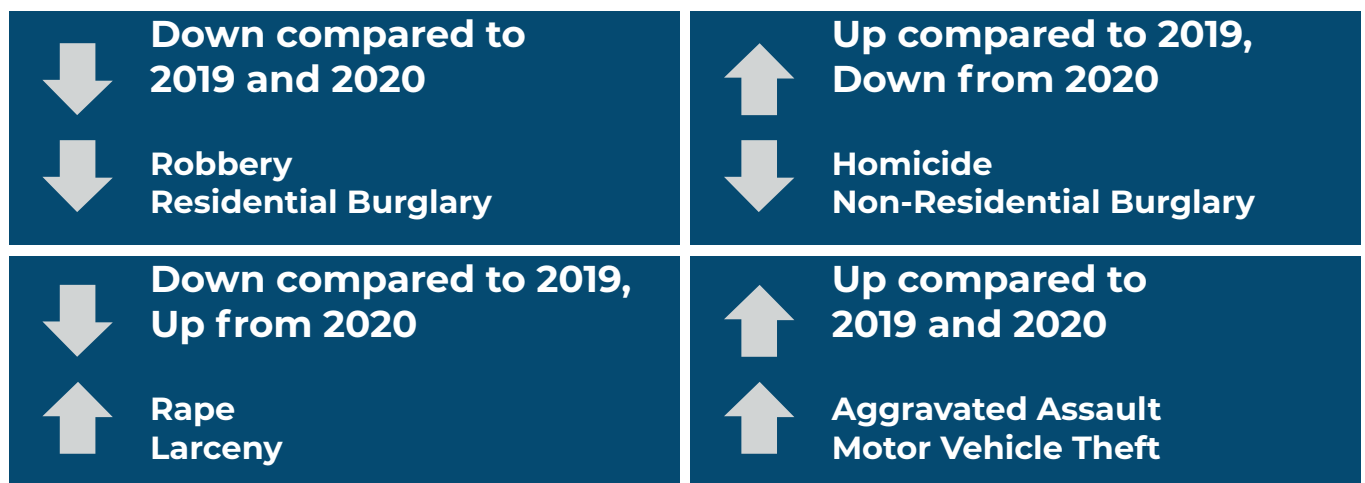 Down compared to
2019 and 2020
Robbery
Residential Burglary
Up compared to 2019,
Down from 2020
Homicide
Non-Residential Burglary
Down compared to 2019,
Up from 2020
Rape
Larceny
Up compared to
2019 and 2020
Aggravated Assault
Motor Vehicle Theft